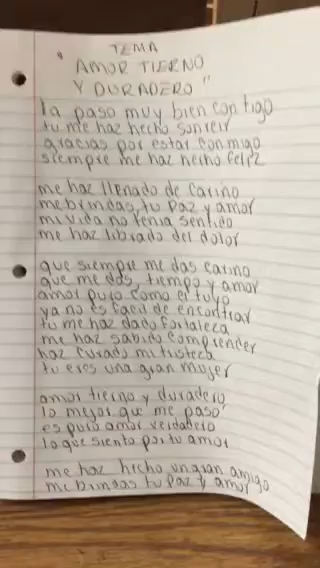 TEMA
" AMOR TIERNO
Y DURADERO "
la paso muy bien contigo
tu me haz hecho sonreir
gracias por estar conmigo
siempre me haz hecho feliz
me haz llenado de cariño
me brindas tu paz y amor
mi vida no tenia sentido
me haz librado del dolor
que siempre me das cariño
que me das, tiempo y amor
amor puro como el tuyo
ya no es facil de encontrar
tu me haz dado fortaleza
me haz sabido comprender
haz curado mi tristeza
tu eres una gran mujer
amor tierno y duradero
lo mejor que me paso
es puro amor verdadero
lo que siento por tu amor
me haz hecho un gran amigo
me brindas tu paz y amor